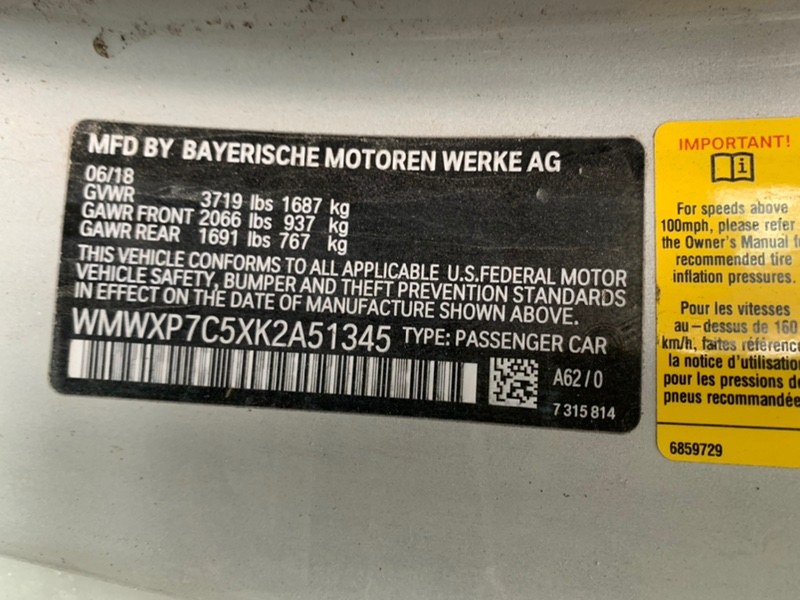 MFD BY BAYERISCHE MOTOREN WERKE AG
06/18
GVWR 3719 lbs 1687 kg
GAWR FRONT 2066 lbs 937 kg
GAWR REAR 1691 lbs 767 kg
THIS VEHICLE CONFORMS TO ALL APPLICABLE U.S.FEDERAL MOTOR
VEHICLE SAFETY, BUMPER AND THEFT PREVENTION STANDARDS
IN EFFECT ON THE DATE OF MANUFACTURE SHOWN ABOVE.
WMWXP7C5XK2A51345 TYPE: PASSENGER CAR
A62/0
7 315 814
IMPORTANT!
i
For speeds above
100mph, please refer
the Owner's Manual
recommended tire
inflation pressures.
Pour les vitesses
au-dessus de 160
km/h, faites
la notice
pour les pressions
pneus
6859729